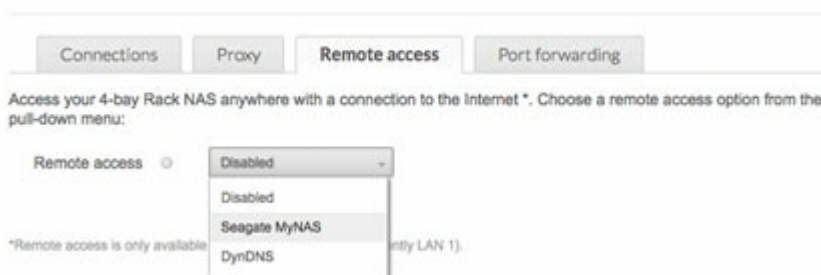 Connections Proxy Remote access Port forwarding
Access your 4-bay Rack NAS anywhere with a connection to the Internet *. Choose a remote access option from the
pull-down menu:
Remote access Disabled
Disabled
Seagate MyNAS
*Remote access is only available ntly LAN 1).
DynDNS